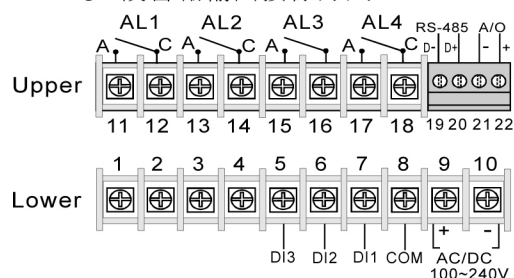 AL1 AL2 AL3 AL4 RS-485 A/O
A C A C A C D- D+ - +
Upper
11 12 13 14 15 16 17 18 19 20 21 22
1 2 3 4 5 6 7 8 9 10
Lower
+ -
DI3 DI2 DI1 COM AC/DC
100~240V